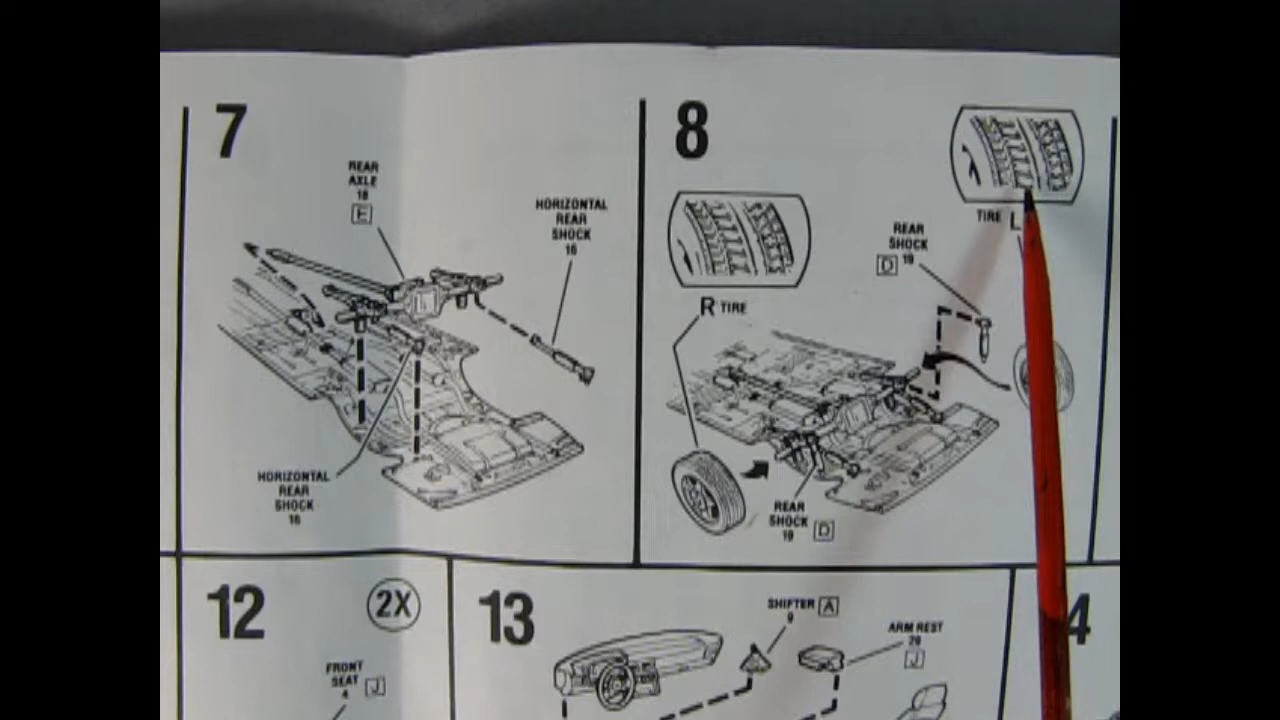 7
REAR
AXLE
18
E
HORIZONTAL
REAR
SHOCK
16
HORIZONTAL
REAR
SHOCK
16
8
TIRE L
REAR
SHOCK
D 19
R TIRE
REAR
SHOCK
19 D
12
2X
FRONT
SEAT
4 J
13
SHIFTER A
9
ARM REST
J
4